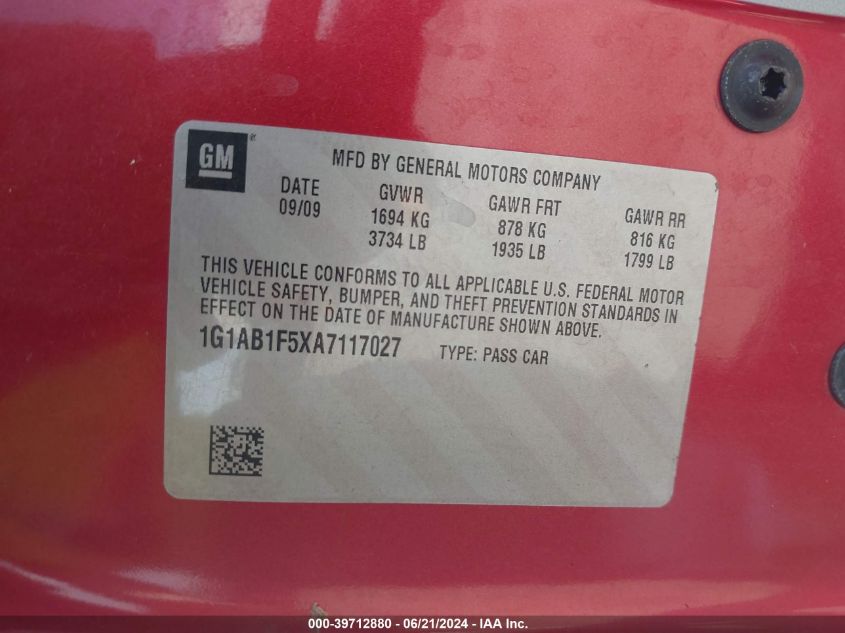 GM
MFD BY GENERAL MOTORS COMPANY
DATE GVWR GAWR FRT GAWR RR
09/09 1694 KG 878 KG 816 KG
3734 LB 1935 LB 1799 LB
THIS VEHICLE CONFORMS TO ALL APPLICABLE U.S. FEDERAL MOTOR
VEHICLE SAFETY, BUMPER, AND THEFT PREVENTION STANDARDS IN
EFFECT ON THE DATE OF MANUFACTURE SHOWN ABOVE.
1G1AB1F5XA7117027 TYPE: PASS CAR
000-39712880 - 06/21/2024 - IAA Inc.